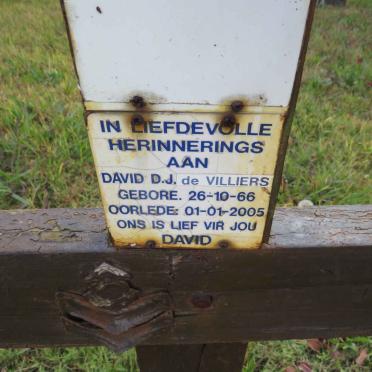 IN LIEFDEVOLLE
HERINNERINGS
AAN
DAVID D.J. de VILLIERS
GEBORE. 26-10-66
OORLEDE: 01-01-2005
ONS IS LIEF VIR JOU
DAVID